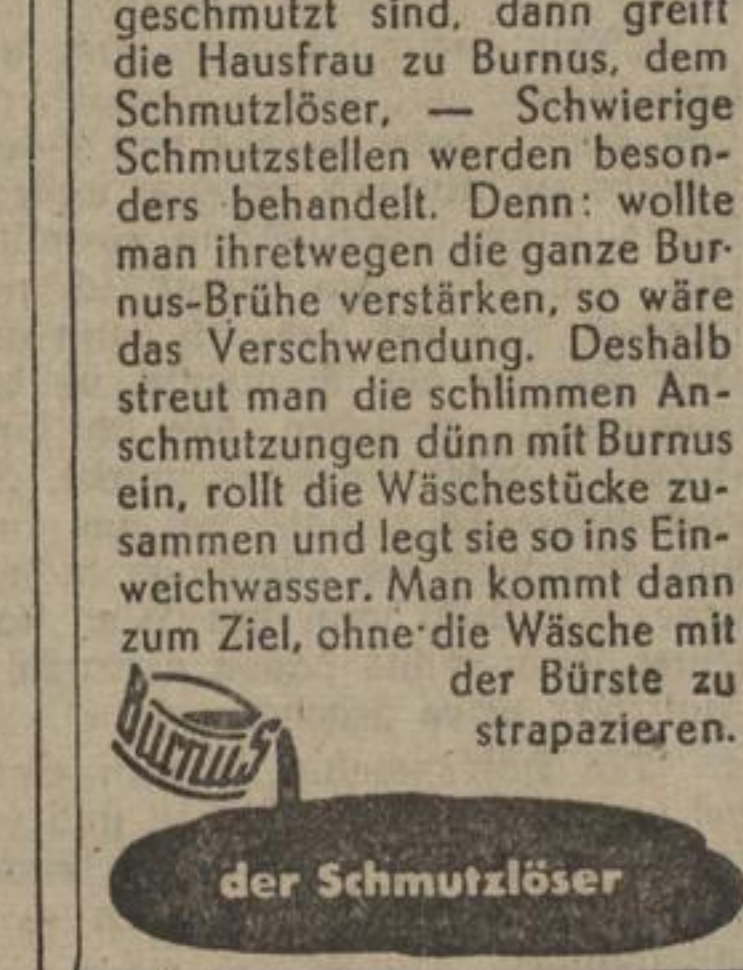 geschmutzt sind, dann greift
die Hausfrau zu Burnus, dem
Schmutzlöser, — Schwierige
Schmutzstellen werden beson-
ders behandelt. Denn: wollte
man ihretwegen die ganze Bur-
nus-Brühe verstärken, so wäre
das Verschwendung. Deshalb
streut man die schlimmen An-
schmutzungen dünn mit Burnus
ein, rollt die Wäschestücke zu-
sammen und legt sie so ins Ein-
weichwasser. Man kommt dann
zum Ziel, ohne die Wäsche mit
der Bürste zu
strapazieren.
Burnus
der Schmutzlöser